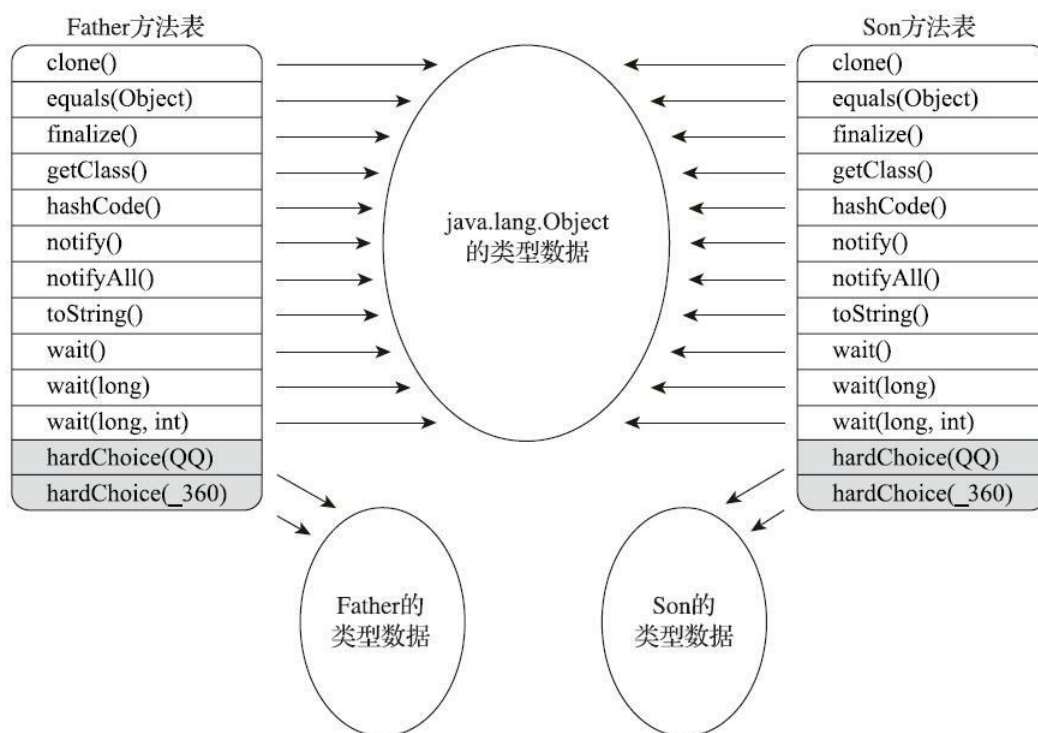 Father方法表
clone()
equals(Object)
finalize()
getClass()
hashCode()
notify()
notifyAll()
toString()
wait()
wait(long)
wait(long, int)
hardChoice(QQ)
hardChoice(_360)
java.lang.Object
的类型数据
Son方法表
clone()
equals(Object)
finalize()
getClass()
hashCode()
notify()
notifyAll()
toString()
wait()
wait(long)
wait(long, int)
hardChoice(QQ)
hardChoice(_360)
Father的
类型数据
Son的
类型数据